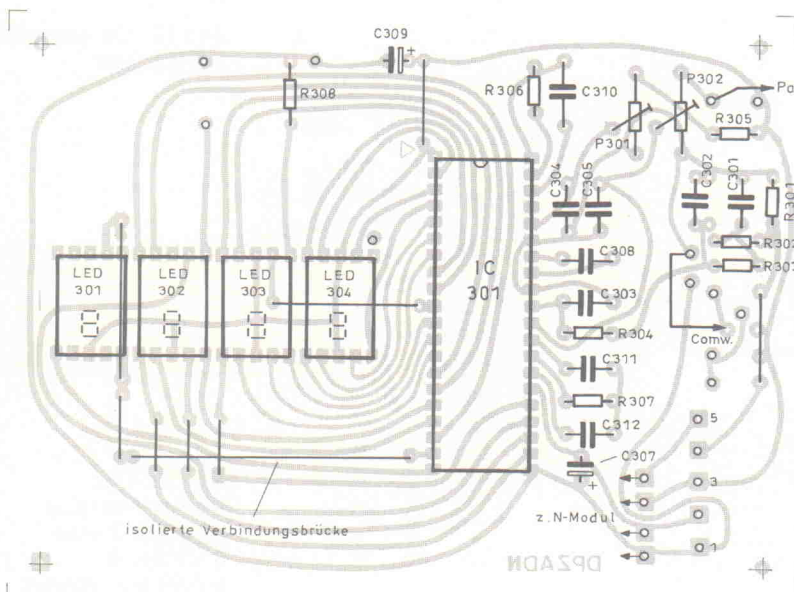 C309
R308
R306
C310
P302
Po
P301
R305
C304
C305
C302
C301
R301
IC
301
C308
R302
R307
LED
301
LED
302
LED
303
LED
304
C303
R304
Comw.
C311
R307
C312
5
C307
3
isolierte Verbindungsbrücke
z.N-Modul
1
DPZADN